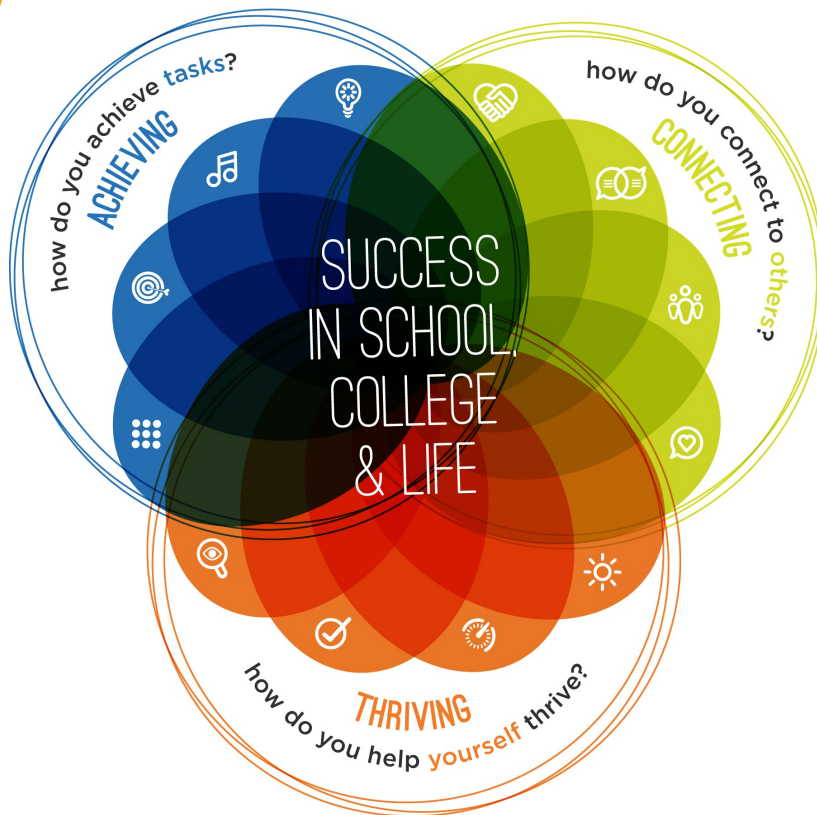 how do you achieve tasks?
ACHIEVING
how do you connect to others?
CONNECTING
SUCCESS
IN SCHOOL,
COLLEGE
& LIFE
THRIVING
how do you help yourself thrive?